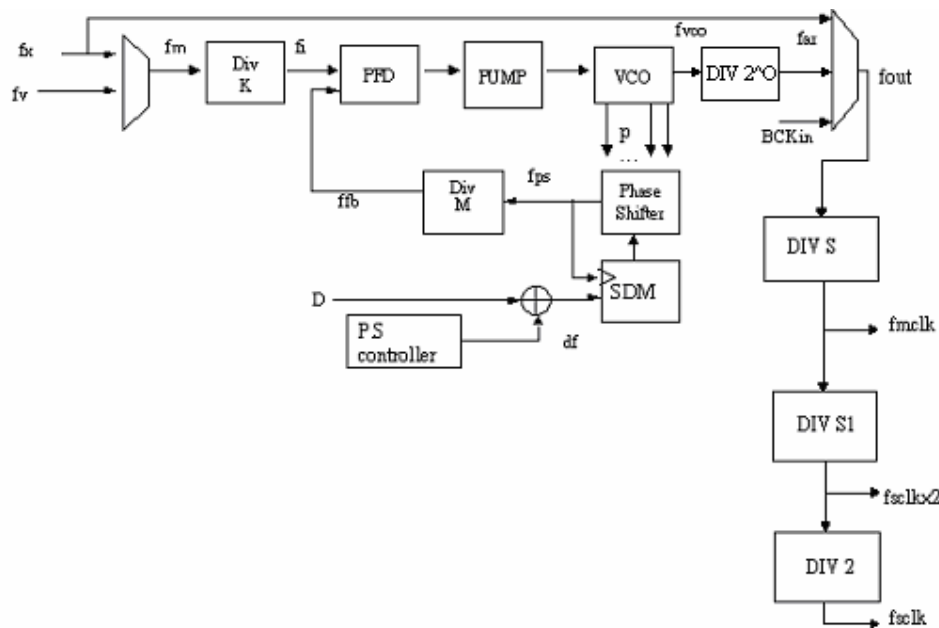 fx
fv
fm
Div
K
fi
PFD
PUMP
VCO
fvco
DIV 2^O
far
fout
BCKin
p
...
ffb
Div
M
fps
Phase
Shifter
SDM
D
P.S
controller
df
DIV S
fmclk
DIV S1
fsclkx2
DIV 2
fsclk